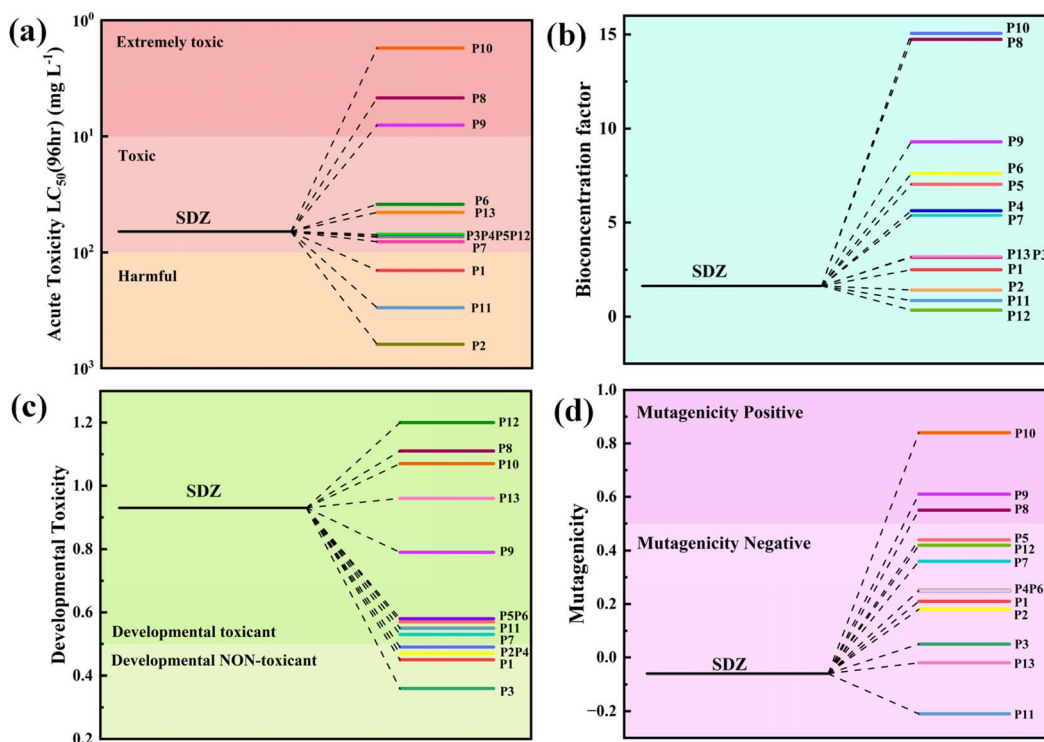 (a)
Acute Toxicity LC50(96hr) (mg L-1)
10^0
10^1
10^2
10^3
Extremely toxic
Toxic
Harmful
SDZ
P10
P8
P9
P6
P13
P3P4P5P12
P7
P1
P11
P2
(b)
Bioconcentration factor
15
10
5
0
SDZ
P10
P8
P9
P6
P5
P4
P7
P13P3
P1
P2
P11
P12
(c)
Developmental Toxicity
1.2
1.0
0.8
0.6
0.4
0.2
SDZ
Developmental toxicant
Developmental NON-toxicant
P12
P8
P10
P13
P9
P5P6
P11
P7
P2P4
P1
P3
(d)
Mutagenicity
1.0
0.8
0.6
0.4
0.2
0.0
−0.2
Mutagenicity Positive
Mutagenicity Negative
SDZ
P10
P9
P8
P5
P12
P7
P4P6
P1
P2
P3
P13
P11